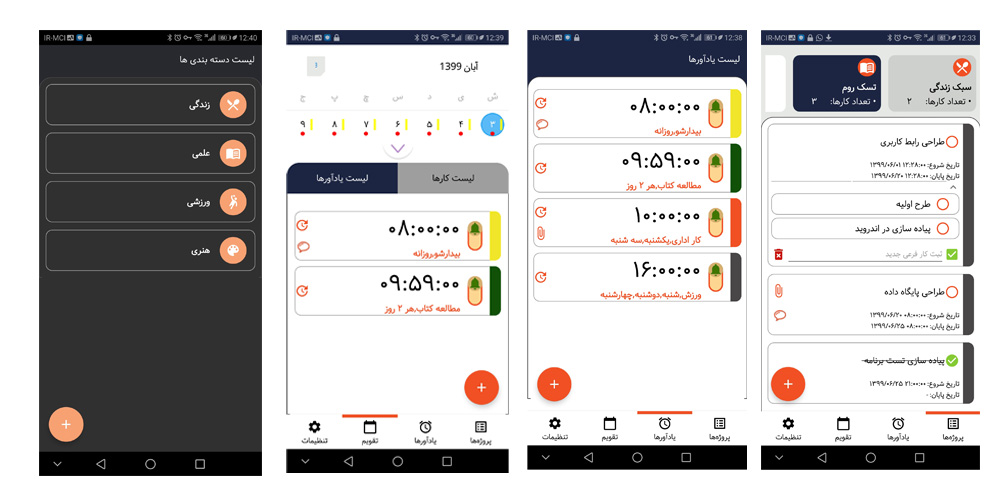 IR-MCI
12:40
لیست دسته بندی ها
زندگی
علمی
ورزشی
هنری
+
IR-MCI
12:39
آبان 1399
ش ی د س چ پ ج
۳ ۴ ۵ ۶ ۷ ۸ ۹
لیست کارها
لیست یادآورها
۰۸:۰۰:۰۰
بیدارشو,روزانه
۰۹:۵۹:۰۰
مطالعه کتاب,هر ۲ روز
+
پروژه‌ها
یادآورها
تقویم
تنظیمات
IR-MCI
12:38
لیست یادآورها
۰۸:۰۰:۰۰
بیدارشو,روزانه
۰۹:۵۹:۰۰
مطالعه کتاب,هر ۲ روز
۱۰:۰۰:۰۰
کار اداری,یکشنبه,سه شنبه
۱۶:۰۰:۰۰
ورزش,شنبه,دوشنبه,چهارشنبه
+
پروژه‌ها
یادآورها
تقویم
تنظیمات
IR-MCI
12:33
سبک زندگی
• تعداد کارها: ۲
تسک روم
• تعداد کارها: ۳
طراحی رابط کاربری
تاریخ شروع: ۱۳۹۹/۰۶/۰۱ ۱۲:۲۸:۰۰
تاریخ پایان: ۱۳۹۹/۰۶/۲۰ ۱۲:۲۸:۰۰
طرح اولیه
پیاده سازی در اندروید
ثبت کار فرعی جدید
طراحی پایگاه داده
تاریخ شروع: ۱۳۹۹/۰۶/۲۰ ۰۸:۰۰:۰۰
تاریخ پایان: ۱۳۹۹/۰۶/۲۵ ۰۸:۰۰:۰۰
پیاده سازی تست برنامه
تاریخ شروع: ۱۳۹۹/۰۶/۲۵ ۲۱:۰۰:۰۰
تاریخ پایان: -
+
پروژه‌ها
یادآورها
تقویم
تنظیمات